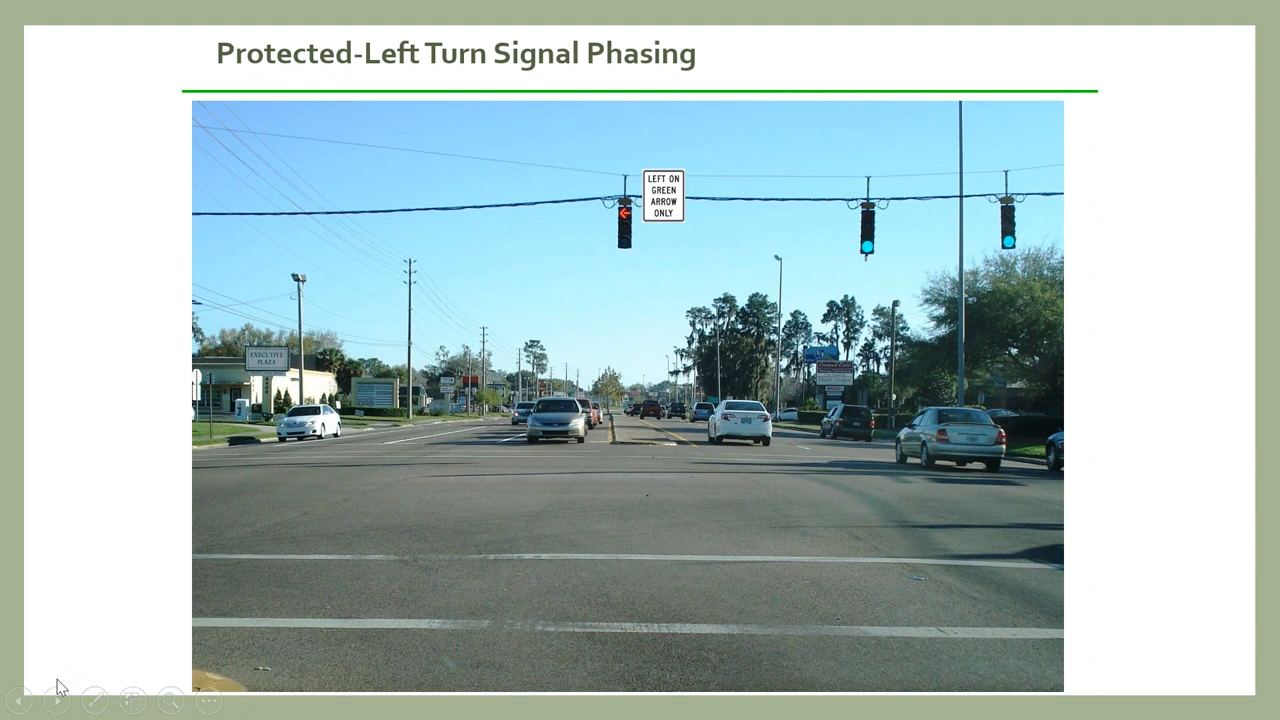 Protected-Left Turn Signal Phasing
LEFT ON
GREEN
ARROW
ONLY
EXECUTIVE
PLAZA